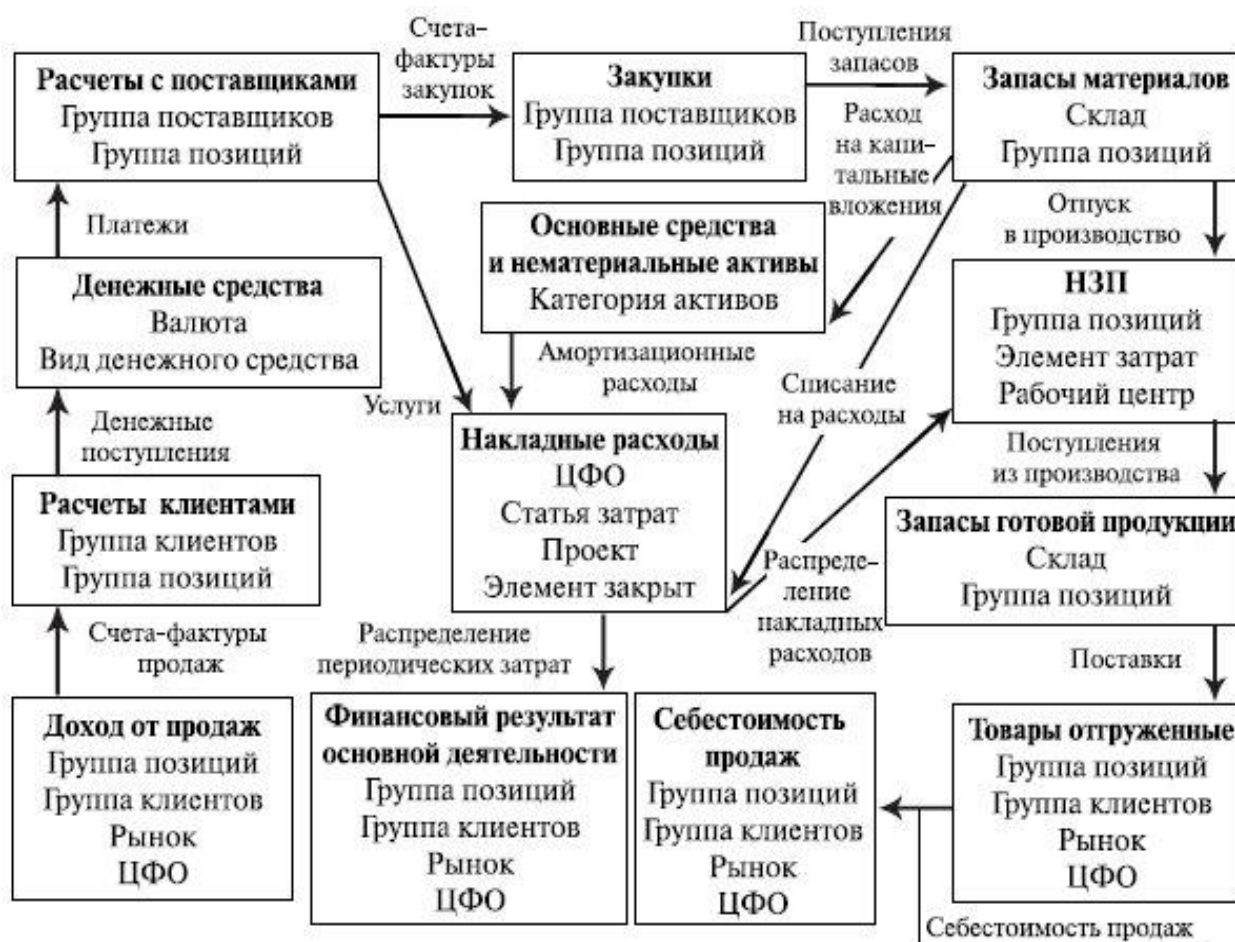 Счета-
фактуры
закупок
Поступления
запасов
Расчеты с поставщиками
Группа поставщиков
Группа позиций
Закупки
Группа поставщиков
Группа позиций
Запасы материалов
Склад
Группа позиций
Расход
на капи-
тальные
вложения
Платежи
Отпуск
в производство
Основные средства
и нематериальные активы
Категория активов
Денежные средства
Валюта
Вид денежного средства
НЗП
Группа позиций
Элемент затрат
Рабочий центр
Амортизационные
расходы
Списание
на расходы
Услуги
Денежные
поступления
Накладные расходы
ЦФО
Статья затрат
Проект
Элемент закрыт
Поступления
из производства
Расчеты клиентами
Группа клиентов
Группа позиций
Запасы готовой продукции
Склад
Группа позиций
Распреде-
ление
накладных
расходов
Счета-фактуры
продаж
Распределение
периодических затрат
Поставки
Доход от продаж
Группа позиций
Группа клиентов
Рынок
ЦФО
Финансовый результат
основной деятельности
Группа позиций
Группа клиентов
Рынок
ЦФО
Себестоимость
продаж
Группа позиций
Группа клиентов
Рынок
ЦФО
Товары отгруженные
Группа позиций
Группа клиентов
Рынок
ЦФО
Себестоимость продаж